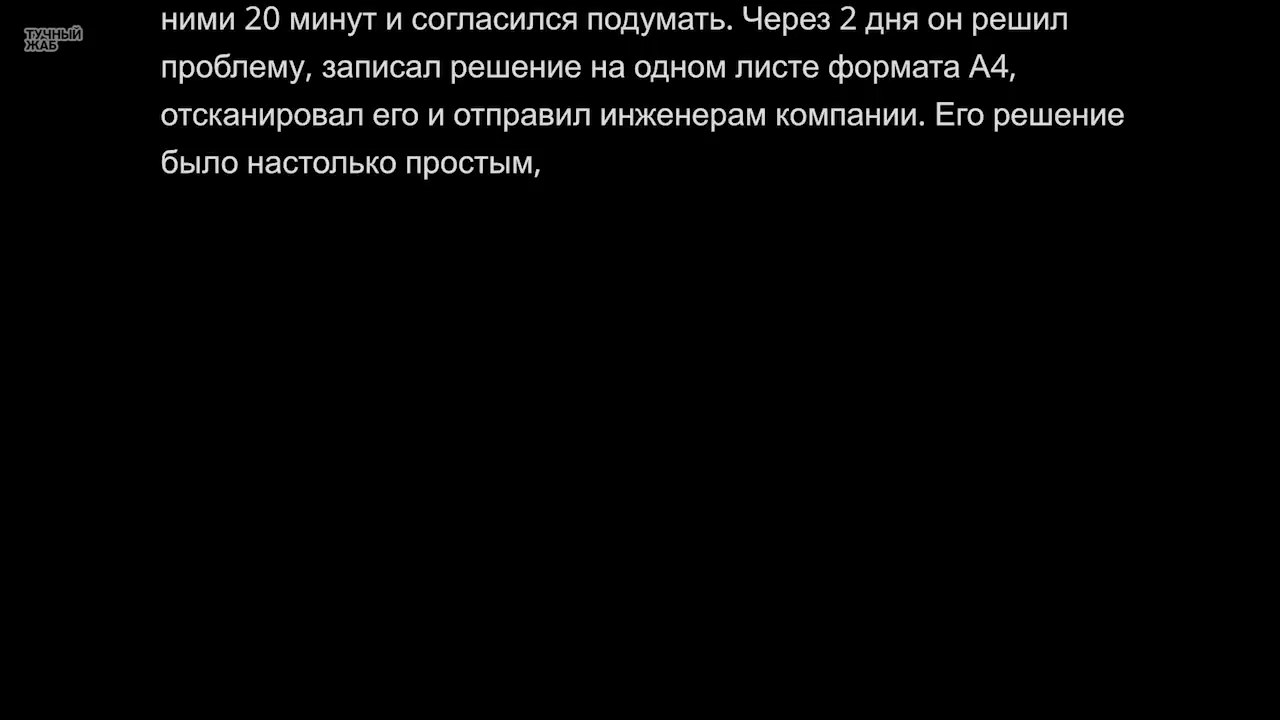 ТУЧНЫЙ
ЖАБ
ними 20 минут и согласился подумать. Через 2 дня он решил
проблему, записал решение на одном листе формата А4,
отсканировал его и отправил инженерам компании. Его решение
было настолько простым,